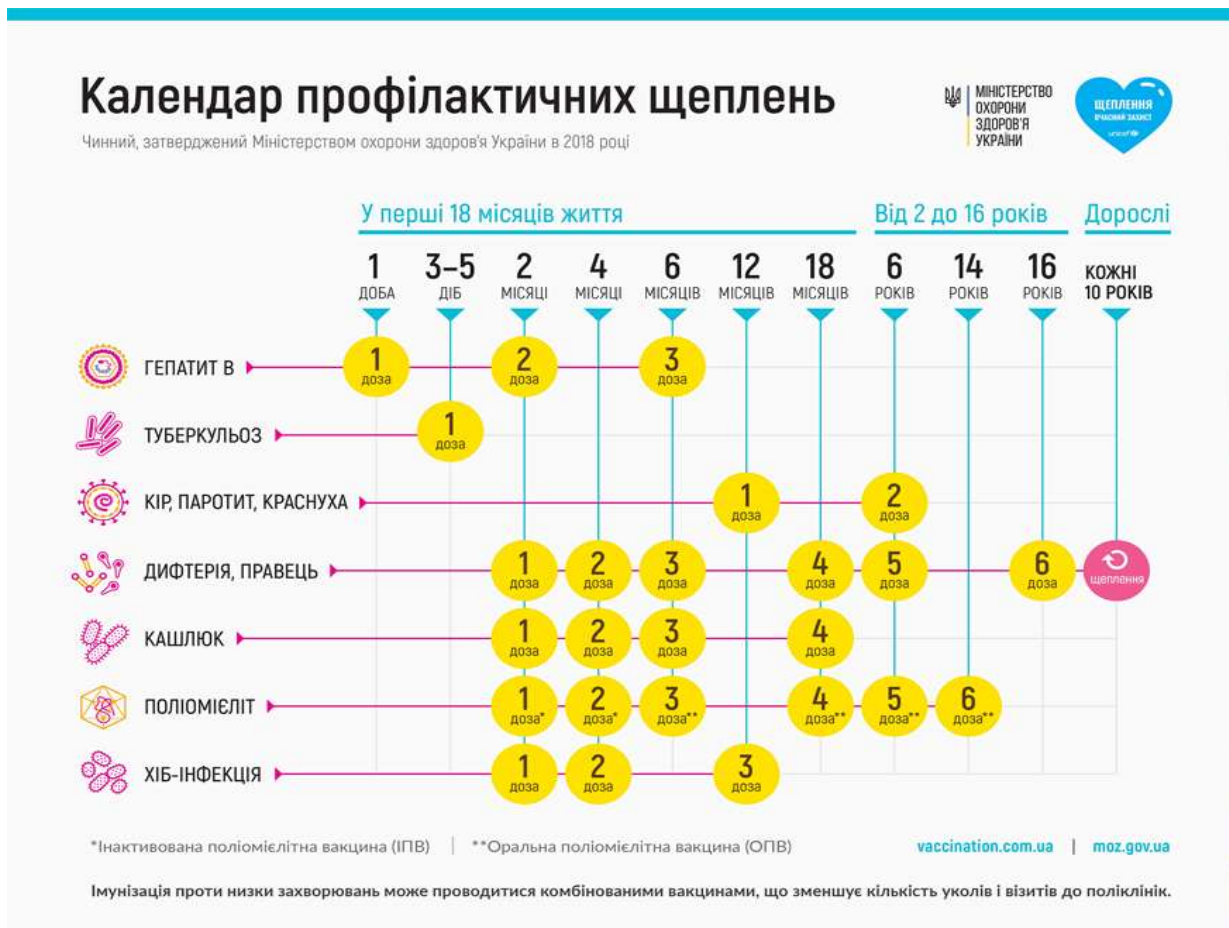 Календар профілактичних щеплень
Чинний, затверджений Міністерством охорони здоров'я України в 2018 році
МІНІСТЕРСТВО
ОХОРОНИ
ЗДОРОВ'Я
УКРАЇНИ
ЩЕПЛЕННЯ
ВЧАСНИЙ ЗАХИСТ
unicef
У перші 18 місяців життя
Від 2 до 16 років
Дорослі
1 3–5 2 4 6 12 18 6 14 16 КОЖНІ
ДОБА ДІБ МІСЯЦІ МІСЯЦІ МІСЯЦІВ МІСЯЦІВ МІСЯЦІВ РОКІВ РОКІВ РОКІВ 10 РОКІВ
ГЕПАТИТ В 1 2 3
доза доза доза
ТУБЕРКУЛЬОЗ 1
доза
КІР, ПАРОТИТ, КРАСНУХА 1 2
доза доза
ДИФТЕРІЯ, ПРАВЕЦЬ 1 2 3 4 5 6
доза доза доза доза доза доза щеплення
КАШЛЮК 1 2 3 4
доза доза доза доза
ПОЛІОМІЄЛІТ 1 2 3 4 5 6
доза* доза* доза** доза** доза** доза**
ХІБ-ІНФЕКЦІЯ 1 2 3
доза доза доза
*Інактивована поліомієлітна вакцина (ІПВ) | **Оральна поліомієлітна вакцина (ОПВ)
vaccination.com.ua | moz.gov.ua
Імунізація проти низки захворювань може проводитися комбінованими вакцинами, що зменшує кількість уколів і візитів до поліклінік.